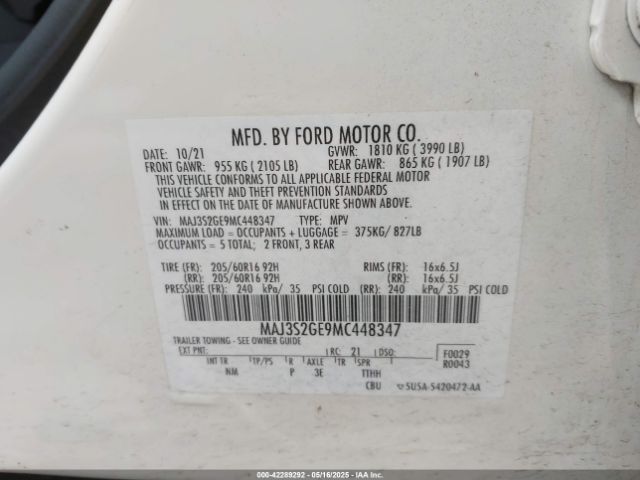 MFD. BY FORD MOTOR CO.
DATE: 10/21 GVWR: 1810 KG ( 3990 LB)
FRONT GAWR: 955 KG ( 2105 LB) REAR GAWR: 865 KG ( 1907 LB)
THIS VEHICLE CONFORMS TO ALL APPLICABLE FEDERAL MOTOR
VEHICLE SAFETY AND THEFT PREVENTION STANDARDS
IN EFFECT ON THE DATE OF MANUFACTURE SHOWN ABOVE.
VIN: MAJ3S2GE9MC448347 TYPE: MPV
MAXIMUM LOAD = OCCUPANTS + LUGGAGE = 375KG/ 827LB
OCCUPANTS = 5 TOTAL; 2 FRONT, 3 REAR
TIRE (FR): 205/60R16 92H RIMS (FR): 16x6.5J
(RR): 205/60R16 92H (RR): 16x6.5J
PRESSURE (FR): 240 kPa/ 35 PSI COLD (RR): 240 kPa/ 35 PSI COLD
MAJ3S2GE9MC448347
TRAILER TOWING - SEE OWNER GUIDE
EXT PNT: RC: 21 DSO: F0029
INT TR TP/PS R AXLE TR SPR R0043
NM P 3E TTHH
CBU 5USA-5420472-AA
000-42289292 - 05/16/2025 - IAA Inc.